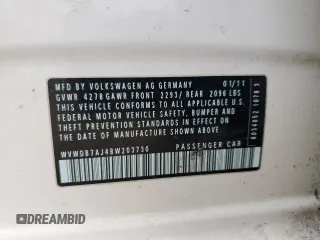 MFD BY VOLKSWAGEN AG GERMANY 01/11
GVWR 4278 GAWR FRONT 2293/ REAR 2096 LBS
THIS VEHICLE CONFORMS TO ALL APPLICABLE U.S.
FEDERAL MOTOR VEHICLE SAFETY, BUMPER AND
THEFT PREVENTION STANDARDS IN EFFECT ON
THE DATE OF MANUFACTURE SHOWN ABOVE.
WVWDB7AJ4BW203730 PASSENGER CAR
DREAMBID